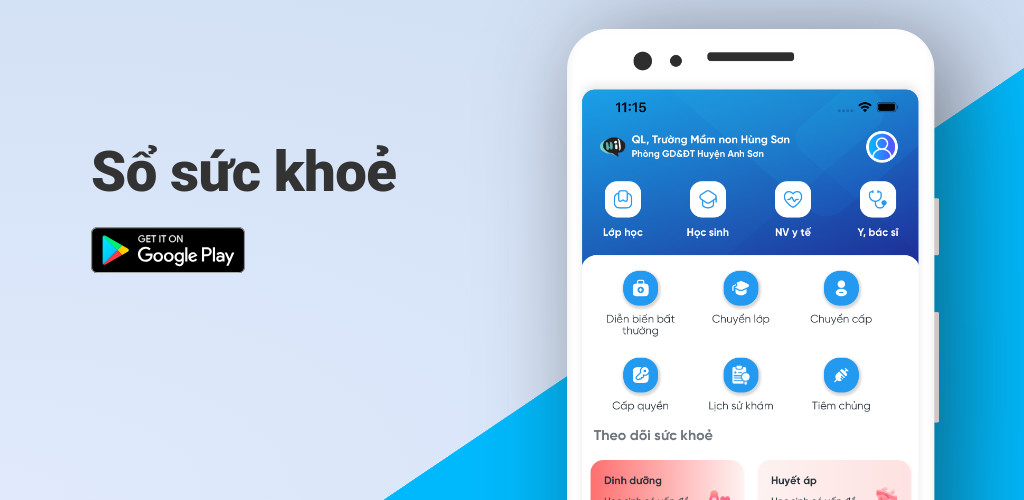 Sổ sức khoẻ
GET IT ON
Google Play
11:15
QL, Trường Mầm non Hùng Sơn
Phòng GD&ĐT Huyện Anh Sơn
Lớp học
Học sinh
NV y tế
Y, bác sĩ
Diễn biến bất
thường
Chuyển lớp
Chuyển cấp
Cấp quyền
Lịch sử khám
Tiêm chủng
Theo dõi sức khoẻ
Dinh dưỡng
Huyết áp